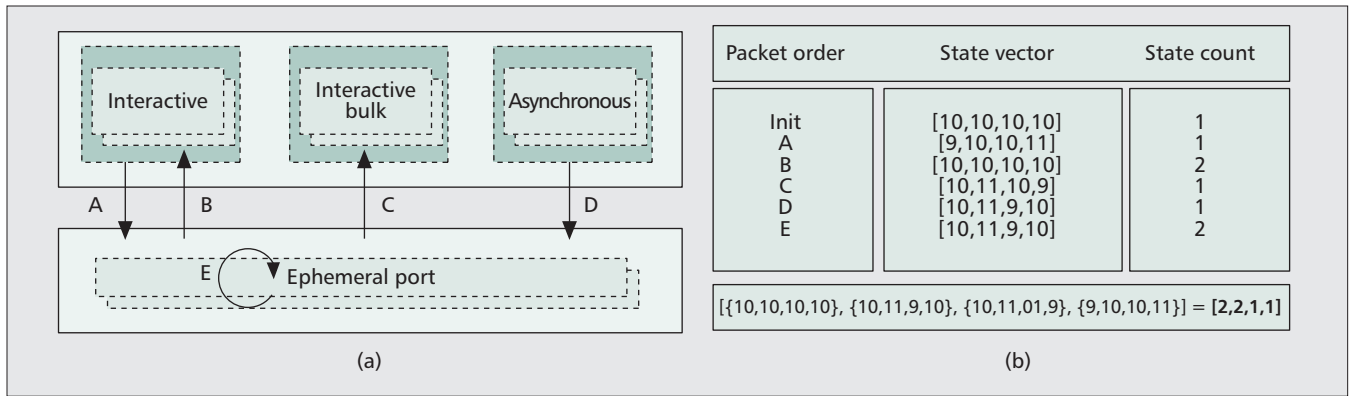 Interactive
Interactive
bulk
Asynchronous
A
B
C
D
E
Ephemeral port
(a)
Packet order State vector State count
Init [10,10,10,10] 1
A [9,10,10,11] 1
B [10,10,10,10] 2
C [10,11,10,9] 1
D [10,11,9,10] 1
E [10,11,9,10] 2
[{10,10,10,10}, {10,11,9,10}, {10,11,01,9}, {9,10,10,11}] = [2,2,1,1]
(b)